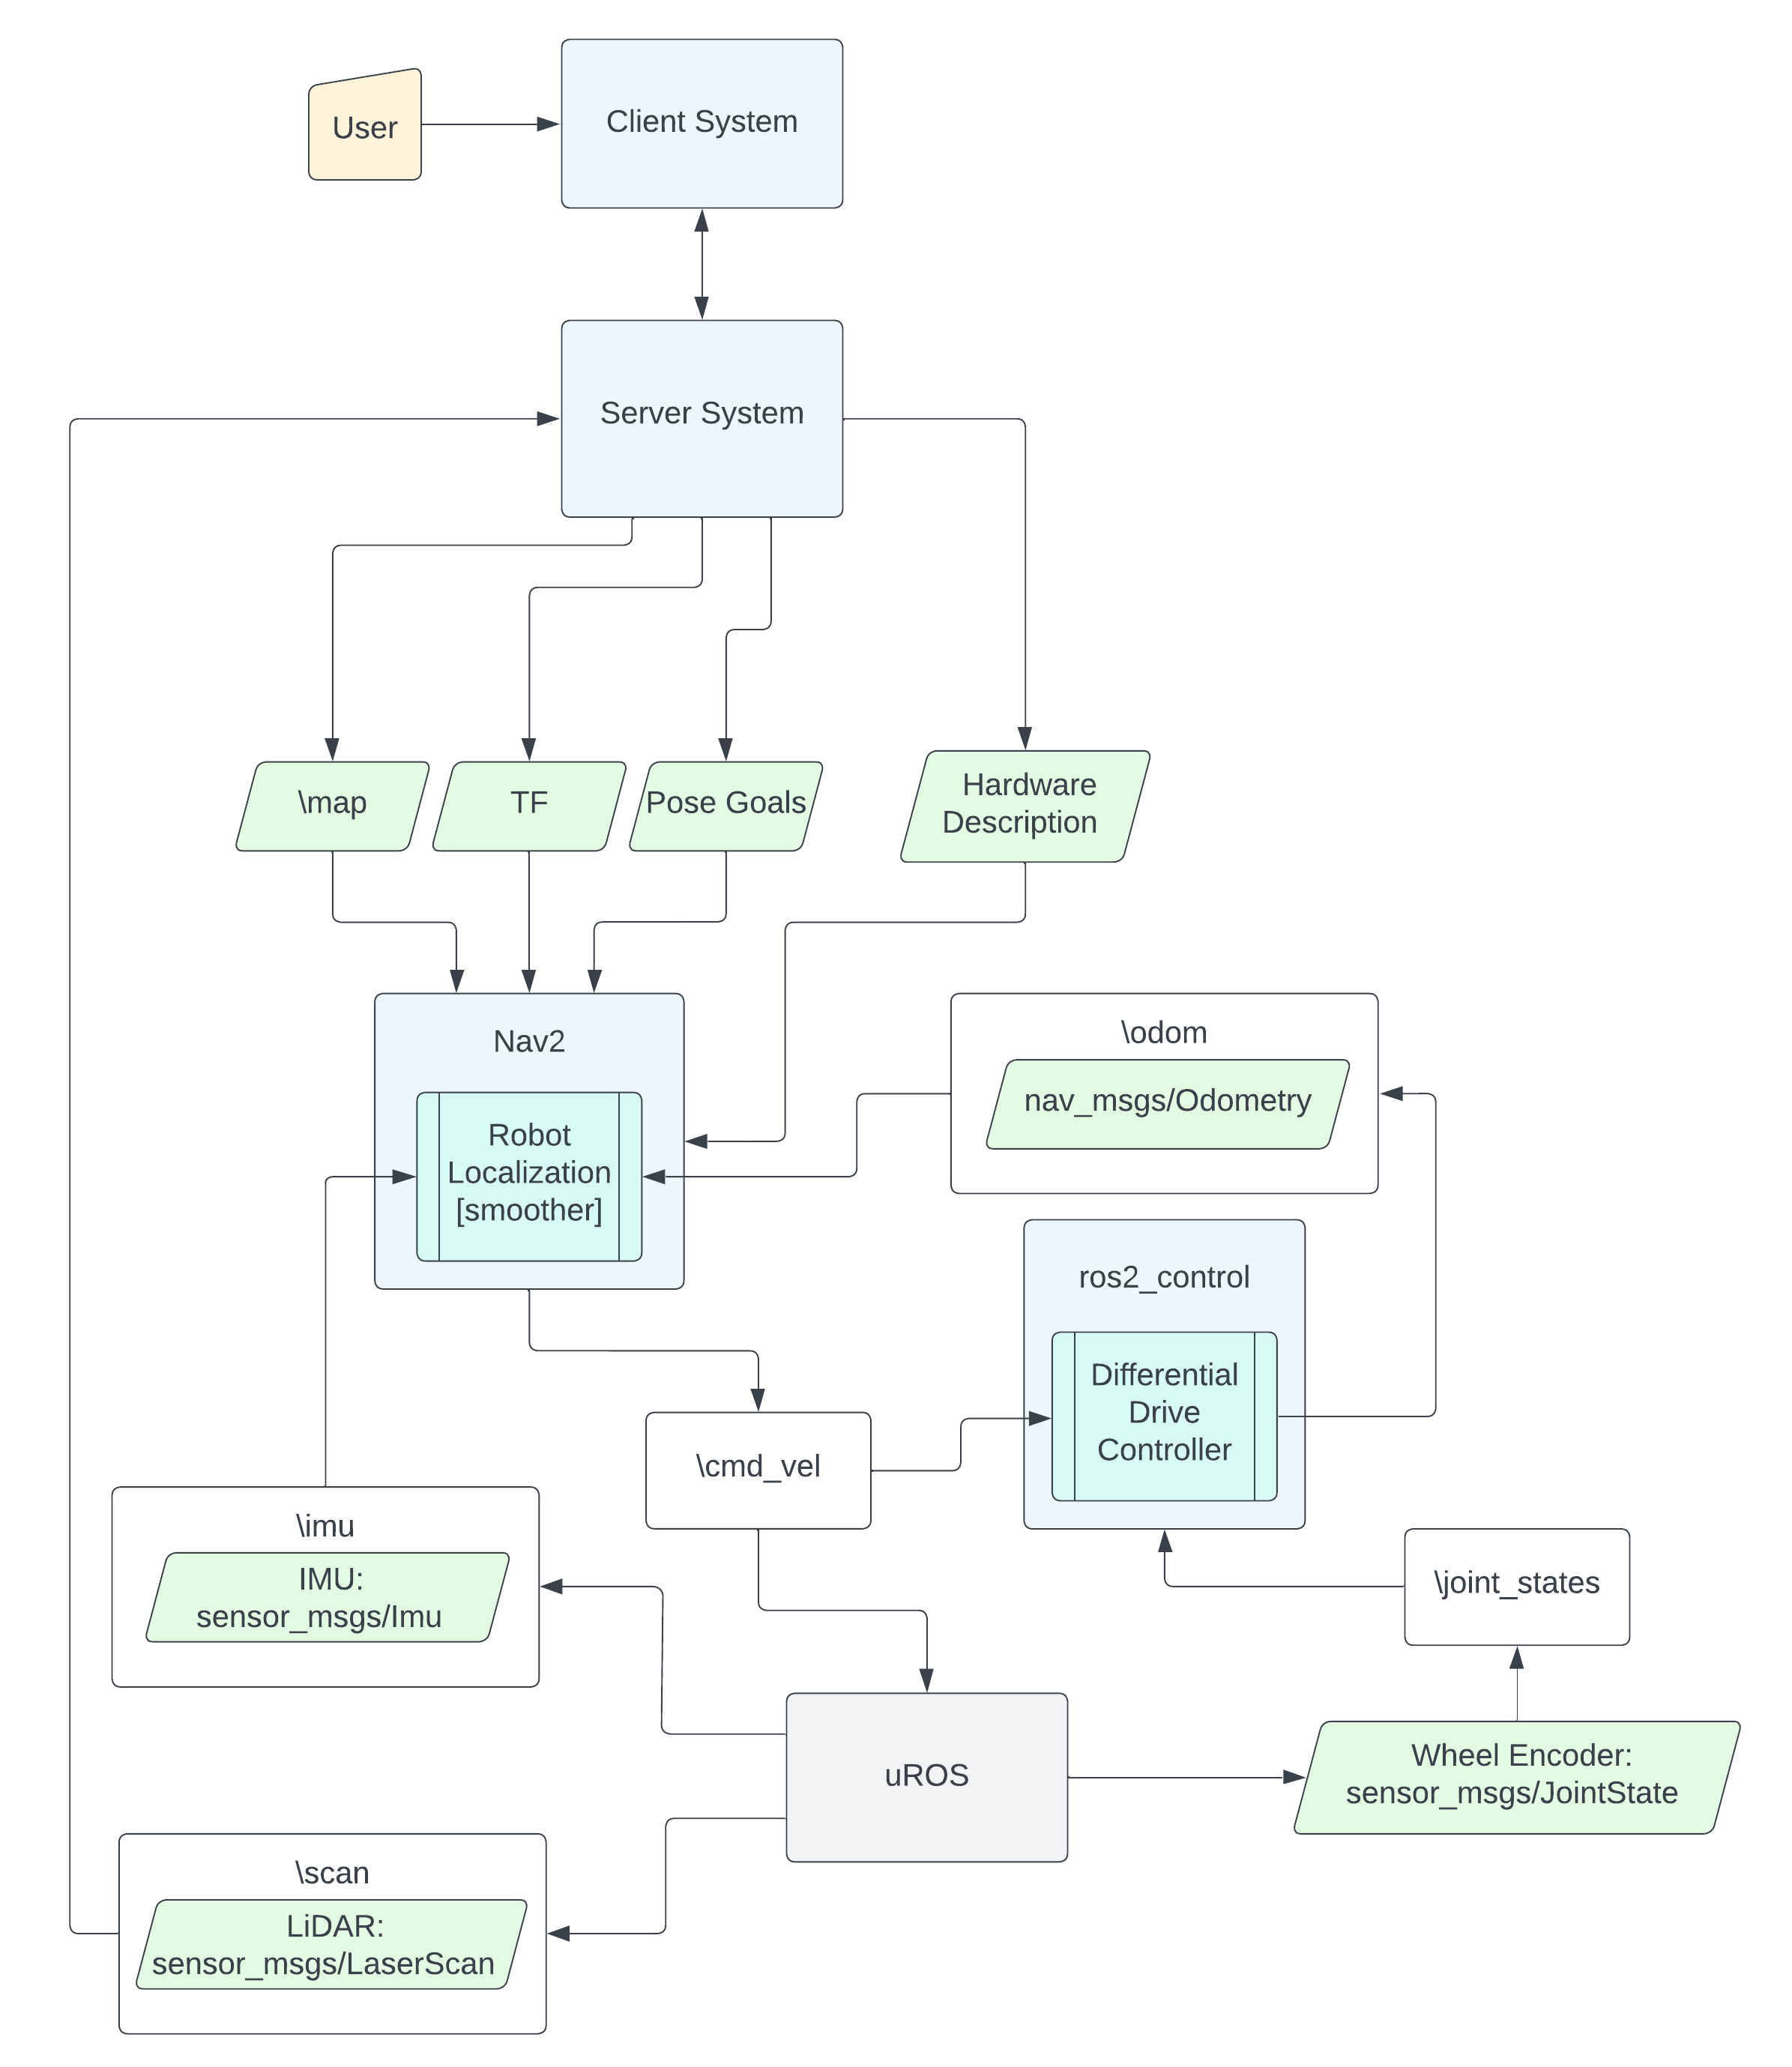 User
Client System
Server System
\map
TF
Pose Goals
Hardware
Description
Nav2
Robot
Localization
[smoother]
\odom
nav_msgs/Odometry
ros2_control
Differential
Drive
Controller
\cmd_vel
\imu
IMU:
sensor_msgs/Imu
\joint_states
uROS
Wheel Encoder:
sensor_msgs/JointState
\scan
LiDAR:
sensor_msgs/LaserScan